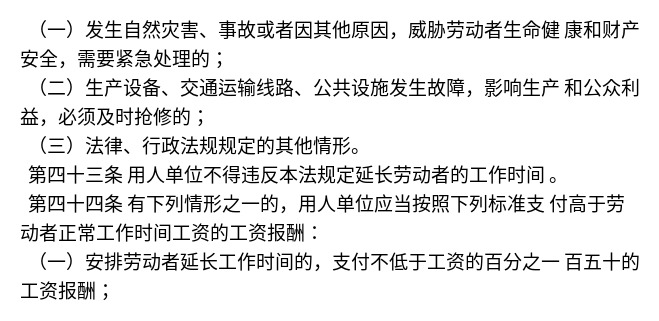 （一）发生自然灾害、事故或者因其他原因，威胁劳动者生命健 康和财产
安全，需要紧急处理的；
（二）生产设备、交通运输线路、公共设施发生故障，影响生产 和公众利
益，必须及时抢修的；
（三）法律、行政法规规定的其他情形。
第四十三条 用人单位不得违反本法规定延长劳动者的工作时间 。
第四十四条 有下列情形之一的，用人单位应当按照下列标准支 付高于劳
动者正常工作时间工资的工资报酬：
（一）安排劳动者延长工作时间的，支付不低于工资的百分之一 百五十的
工资报酬；